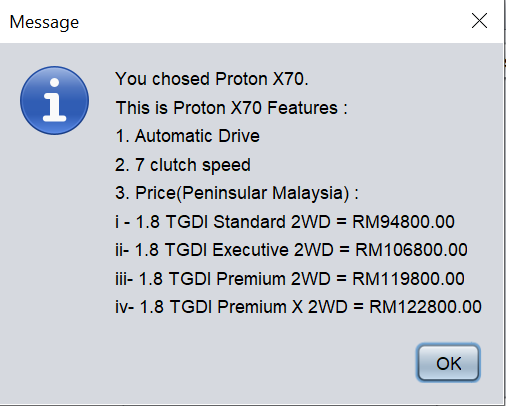 Message
You chosed Proton X70.
This is Proton X70 Features :
1. Automatic Drive
2. 7 clutch speed
3. Price(Peninsular Malaysia) :
i - 1.8 TGDI Standard 2WD = RM94800.00
ii- 1.8 TGDI Executive 2WD = RM106800.00
iii- 1.8 TGDI Premium 2WD = RM119800.00
iv- 1.8 TGDI Premium X 2WD = RM122800.00
OK